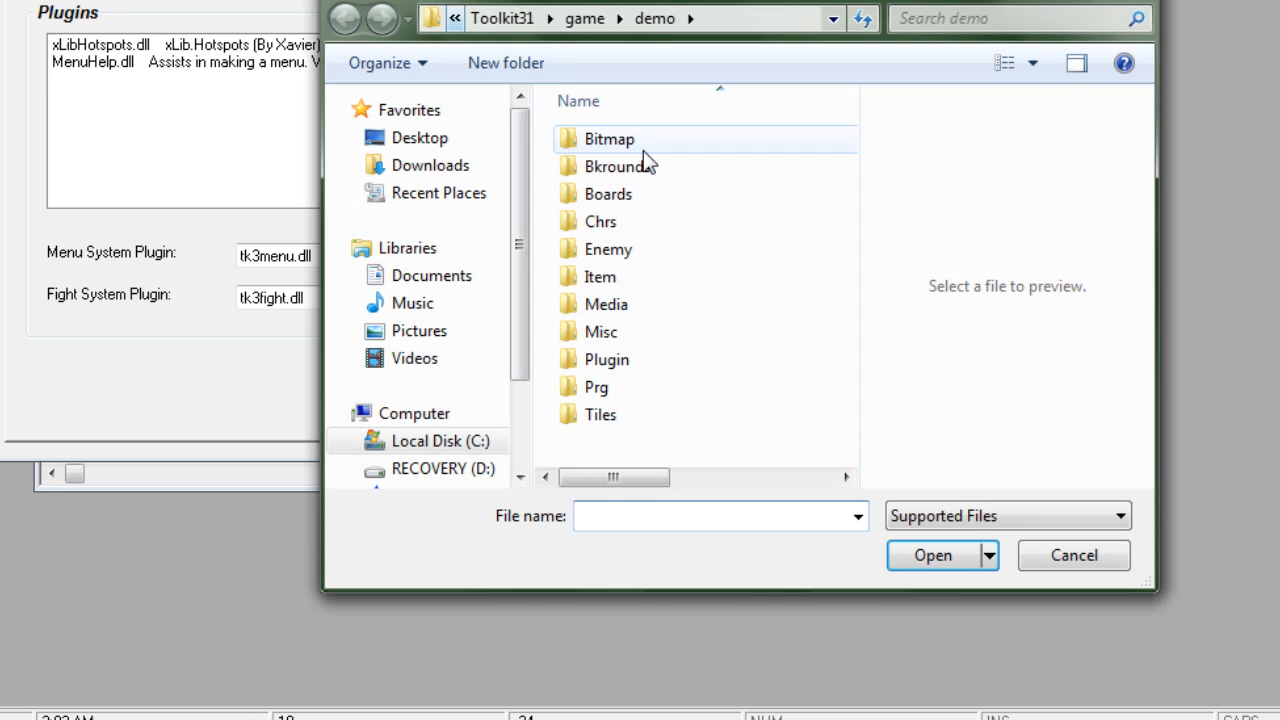 Plugins
xLibHotspots.dll xLib.Hotspots (By Xavier)
MenuHelp.dll Assists in making a menu. V
Menu System Plugin: tk3menu.dll
Fight System Plugin: tk3fight.dll
« Toolkit31 game demo
Search demo
Organize New folder
Favorites
Desktop
Downloads
Recent Places
Libraries
Documents
Music
Pictures
Videos
Computer
Local Disk (C:)
RECOVERY (D:)
Name
Bitmap
Bkrounds
Boards
Chrs
Enemy
Item
Media
Misc
Plugin
Prg
Tiles
Select a file to preview.
File name: Supported Files
Open Cancel